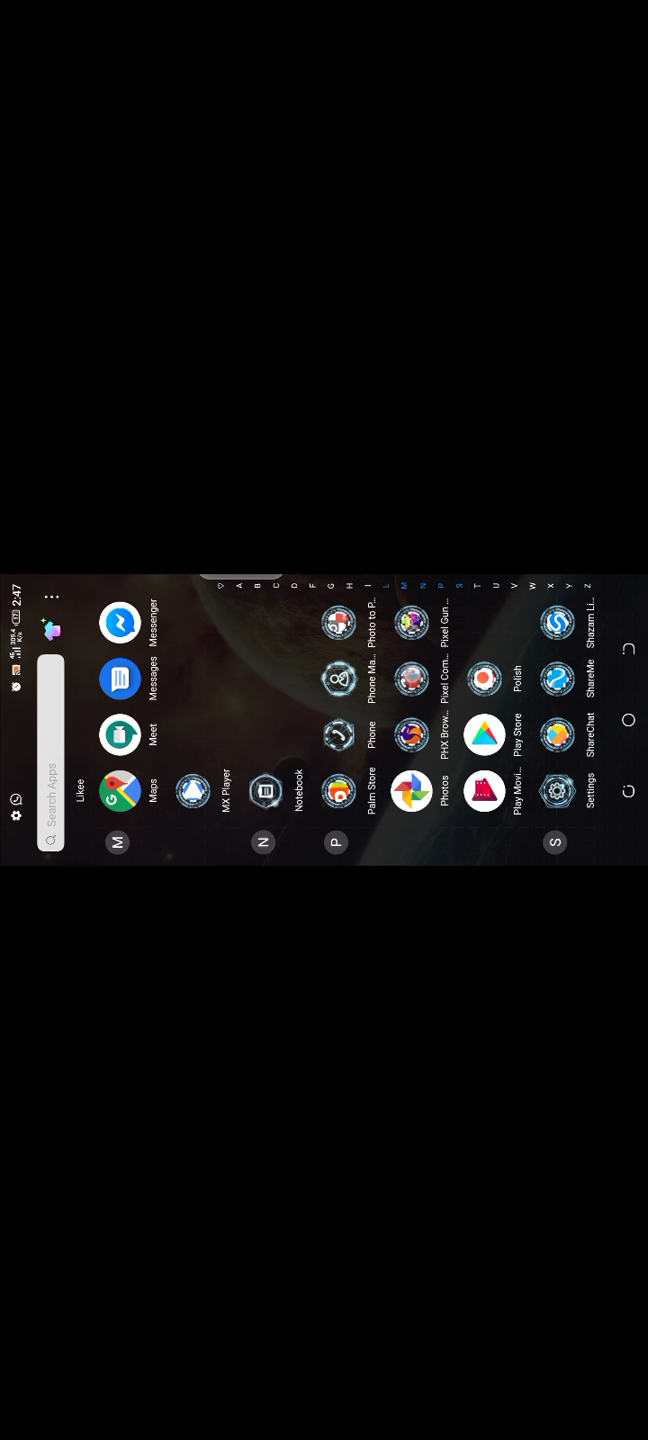 2:47
Search Apps
Likee
M
Maps
Meet
Messages
Messenger
MX Player
N
Notebook
P
Palm Store
Phone
Phone Ma...
Photo to P...
Photos
PHX Brow...
Pixel Com...
Pixel Gun ...
Play Movi...
Play Store
Polish
S
Settings
ShareChat
ShareMe
Shazam Li...
A
B
C
D
F
G
H
I
L
M
N
P
S
T
U
V
W
X
Y
Z